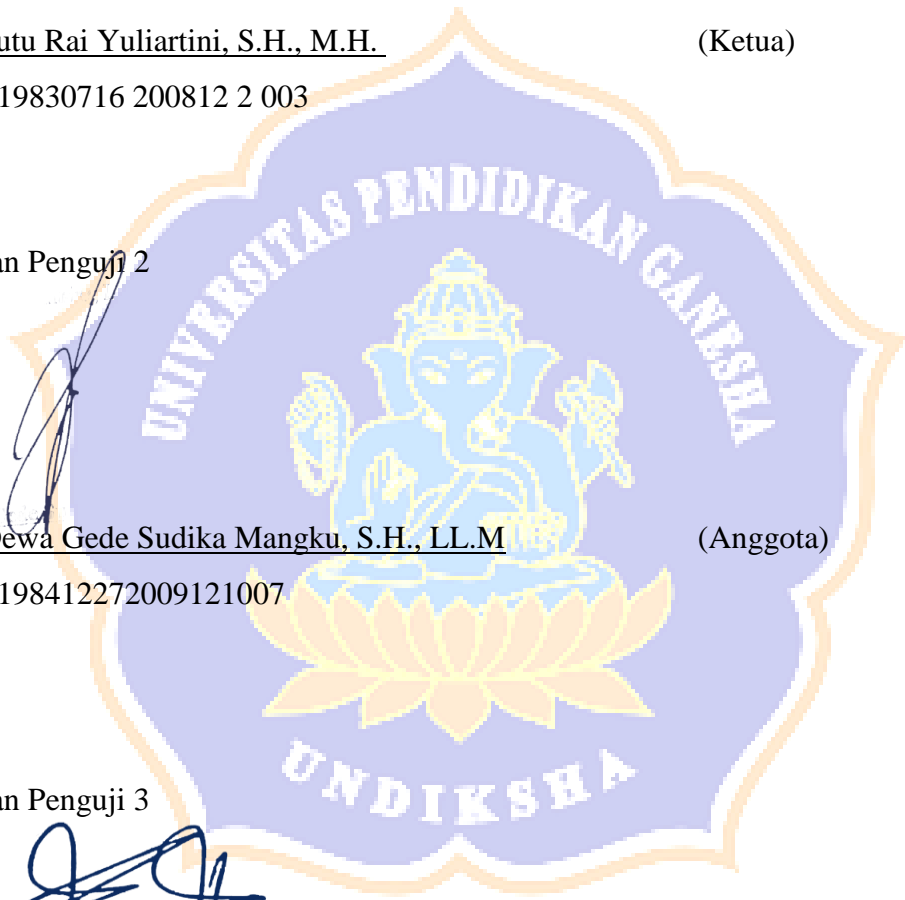 utu Rai Yuliartini, S.H., M.H. (Ketua)
19830716 200812 2 003
UNIVERSITAS PENDIDIKAN GANESHA
an Penguji 2
Dewa Gede Sudika Mangku, S.H., LL.M (Anggota)
198412272009121007
UNDIKSHA
an Penguji 3